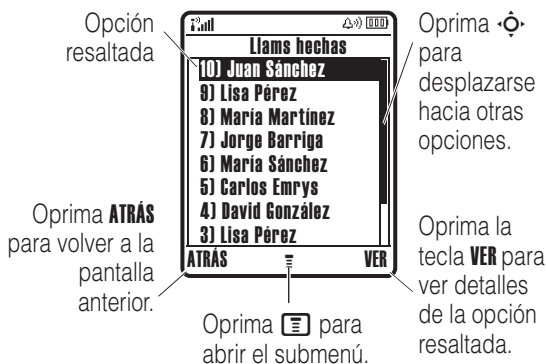 Opción
resaltada
Llams hechas
10) Juan Sánchez
9) Lisa Pérez
8) María Martínez
7) Jorge Barriga
6) María Sánchez
5) Carlos Emrys
4) David González
3) Lisa Pérez
ATRÁS
VER
Oprima
para
desplazarse
hacia otras
opciones.
Oprima ATRÁS
para volver a la
pantalla
anterior.
Oprima para
abrir el submenú.
Oprima la
tecla VER para
ver detalles
de la opción
resaltada.